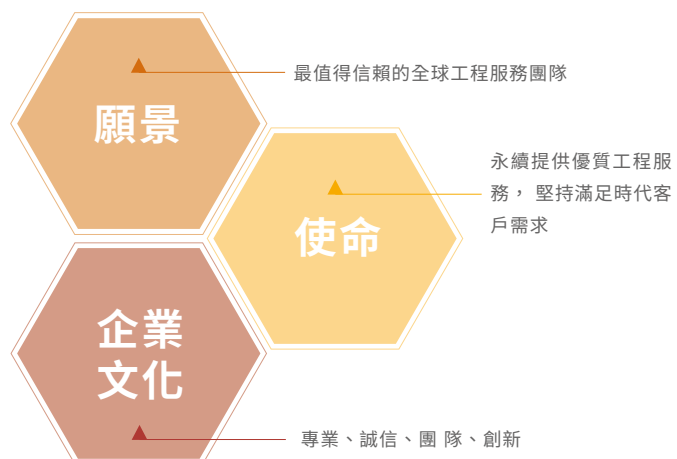 願景
最值得信賴的全球工程服務團隊
使命
永續提供優質工程服
務， 堅持滿足時代客
戶需求
企業
文化
專業、誠信、團 隊、創新